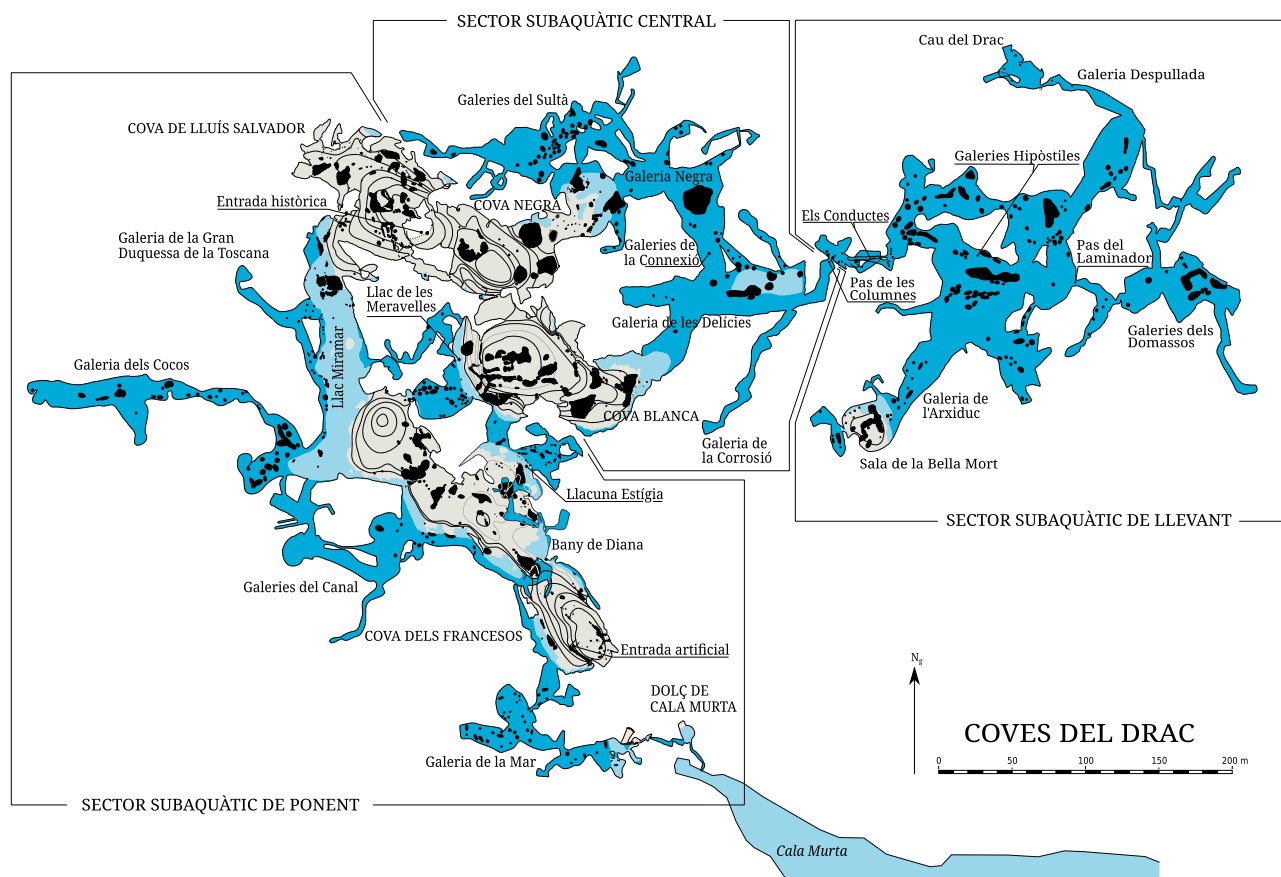 SECTOR SUBAQUÀTIC CENTRAL
Cau del Drac
Galeria Despullada
Galeries del Sultà
COVA DE LLUÍS SALVADOR
Galeries Hipòstiles
Galeria Negra
Entrada històrica
COVA NEGRA
Els Conductes
Galeria de la Gran
Duquessa de la Toscana
Galeries de
la Connexió
Pas del
Laminador
Llac de les
Meravelles
Pas de les
Columnes
Galeria de les Delícies
Galeries dels
Domassos
Llac Miramar
Galeria dels Cocos
Galeria de
l'Arxiduc
COVA BLANCA
Galeria de
la Corrosió
Sala de la Bella Mort
Llacuna Estígia
SECTOR SUBAQUÀTIC DE LLEVANT
Bany de Diana
Galeries del Canal
COVA DELS FRANCESOS
Entrada artificial
Ng
DOLÇ DE
CALA MURTA
COVES DEL DRAC
Galeria de la Mar
0 50 100 150 200 m
SECTOR SUBAQUÀTIC DE PONENT
Cala Murta